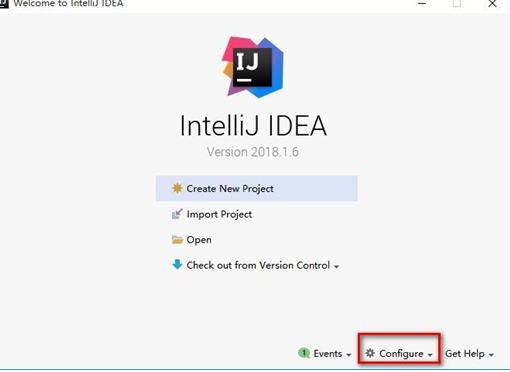 Welcome to IntelliJ IDEA
IJ
IntelliJ IDEA
Version 2018.1.6
Create New Project
Import Project
Open
Check out from Version Control
1 Events Configure Get Help